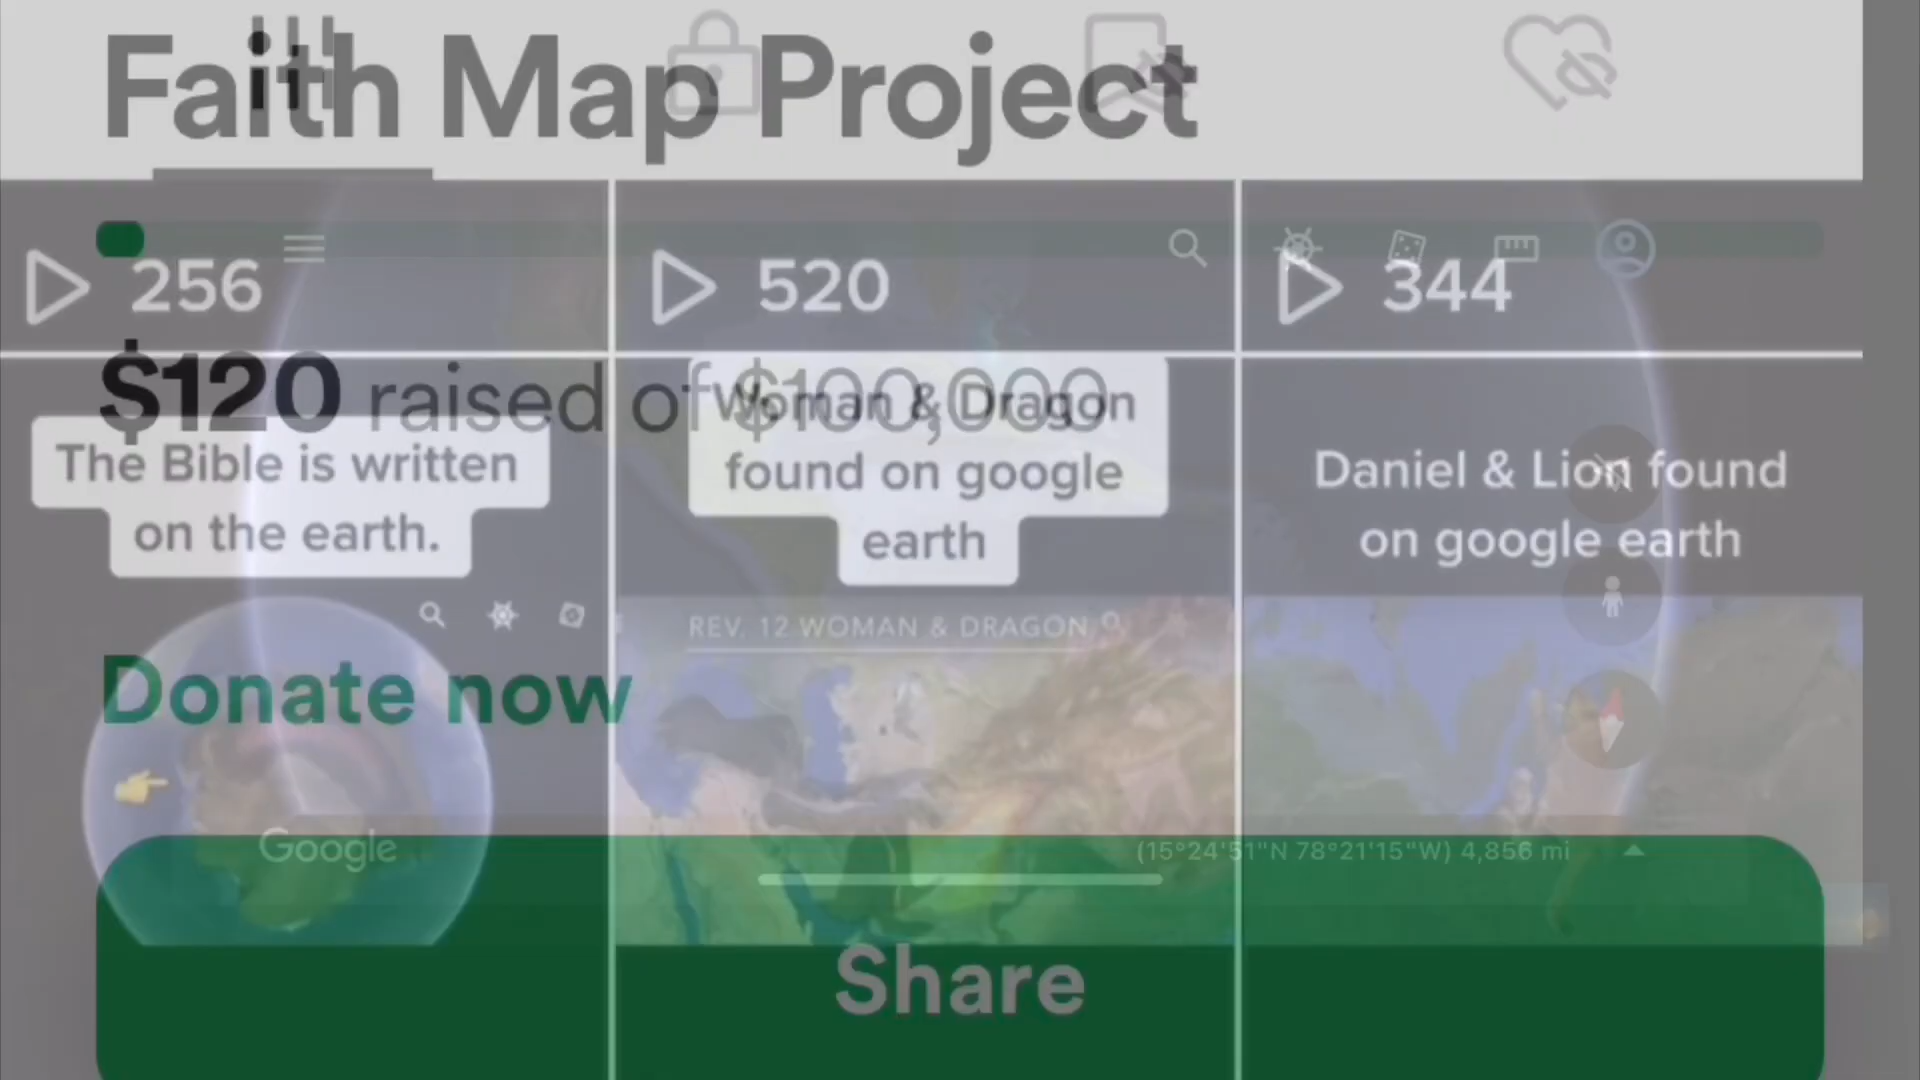 Faith Map Project
256
520
344
$120 raised of $100,000
The Bible is written
on the earth.
Woman & Dragon
found on google
earth
Daniel & Lion found
on google earth
REV. 12 WOMAN & DRAGON
Donate now
Google
(15°24'51"N 78°21'15"W) 4,856 mi
Share